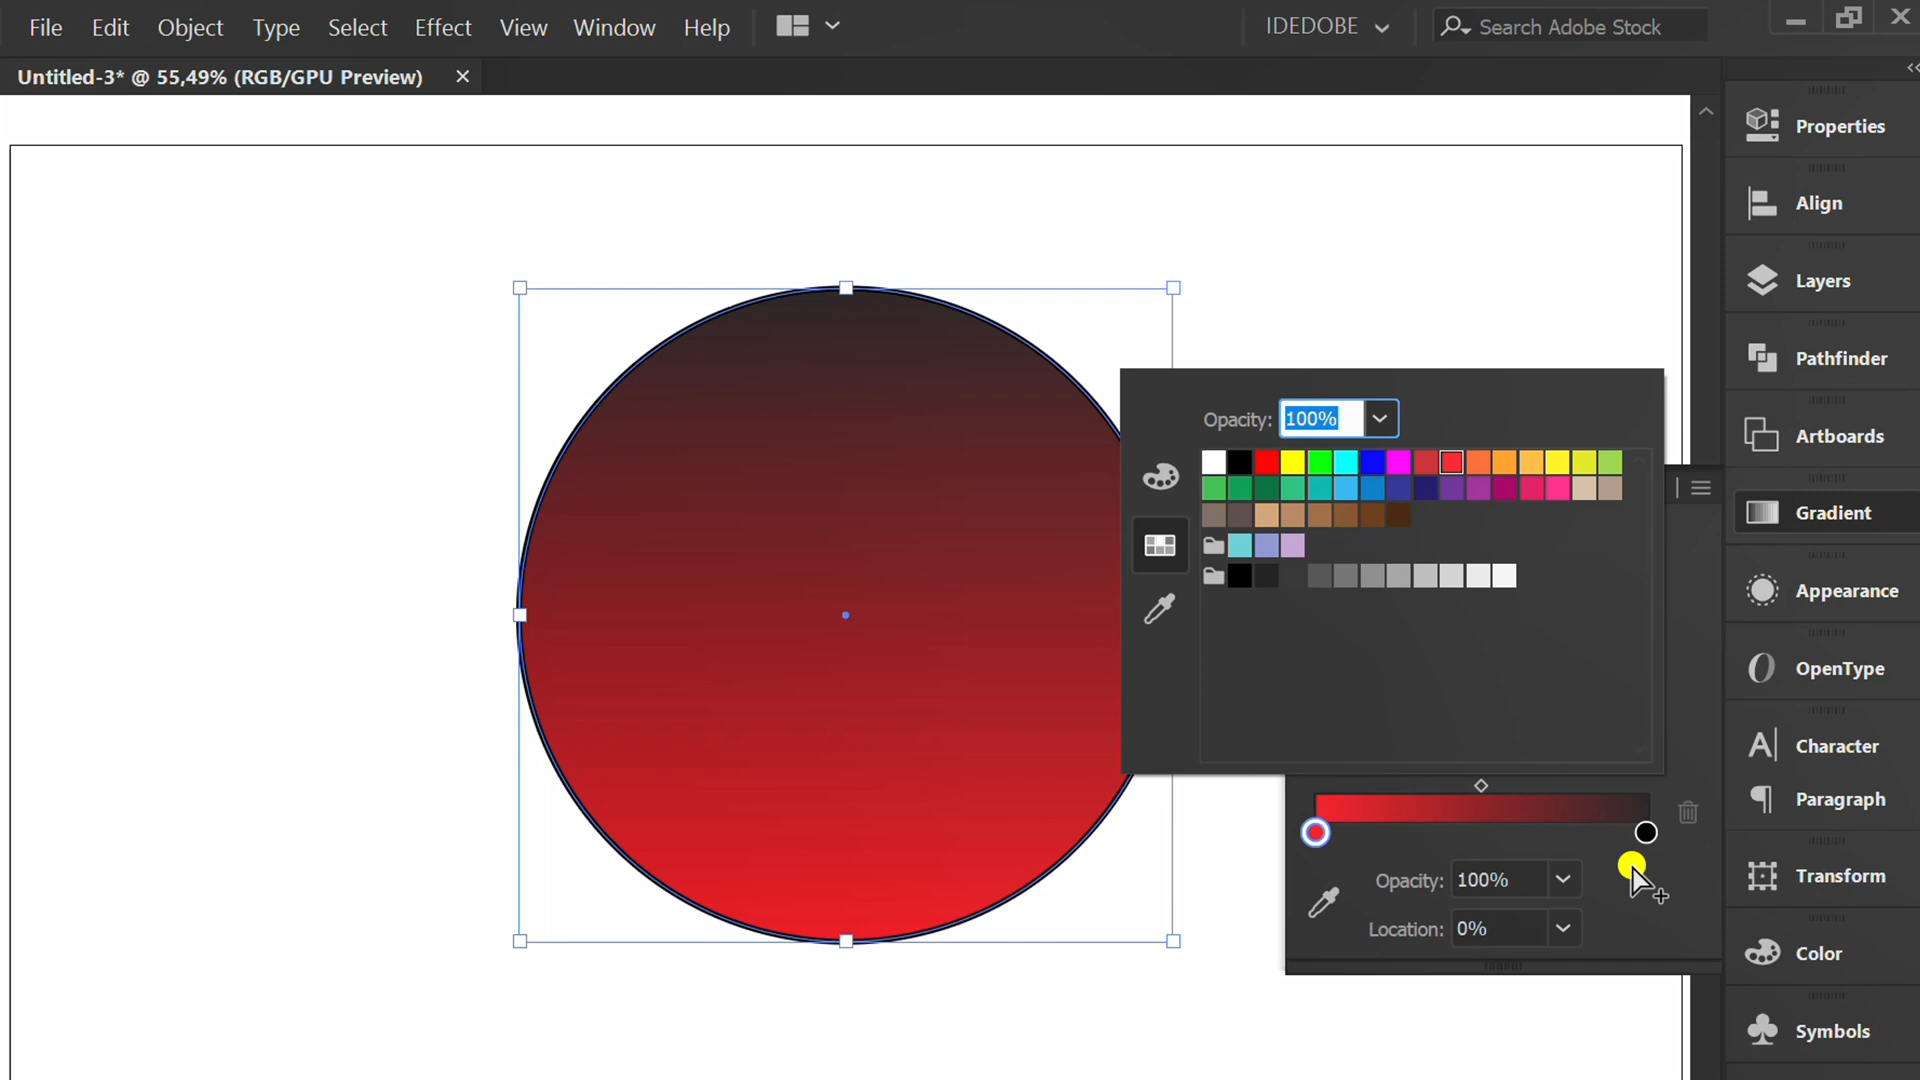 File Edit Object Type Select Effect View Window Help IDEDOBE Search Adobe Stock
Untitled-3* @ 55,49% (RGB/GPU Preview)
Properties
Align
Layers
Pathfinder
Artboards
Gradient
Appearance
OpenType
Character
Paragraph
Transform
Color
Symbols
Opacity: 100%
Opacity: 100%
Location: 0%